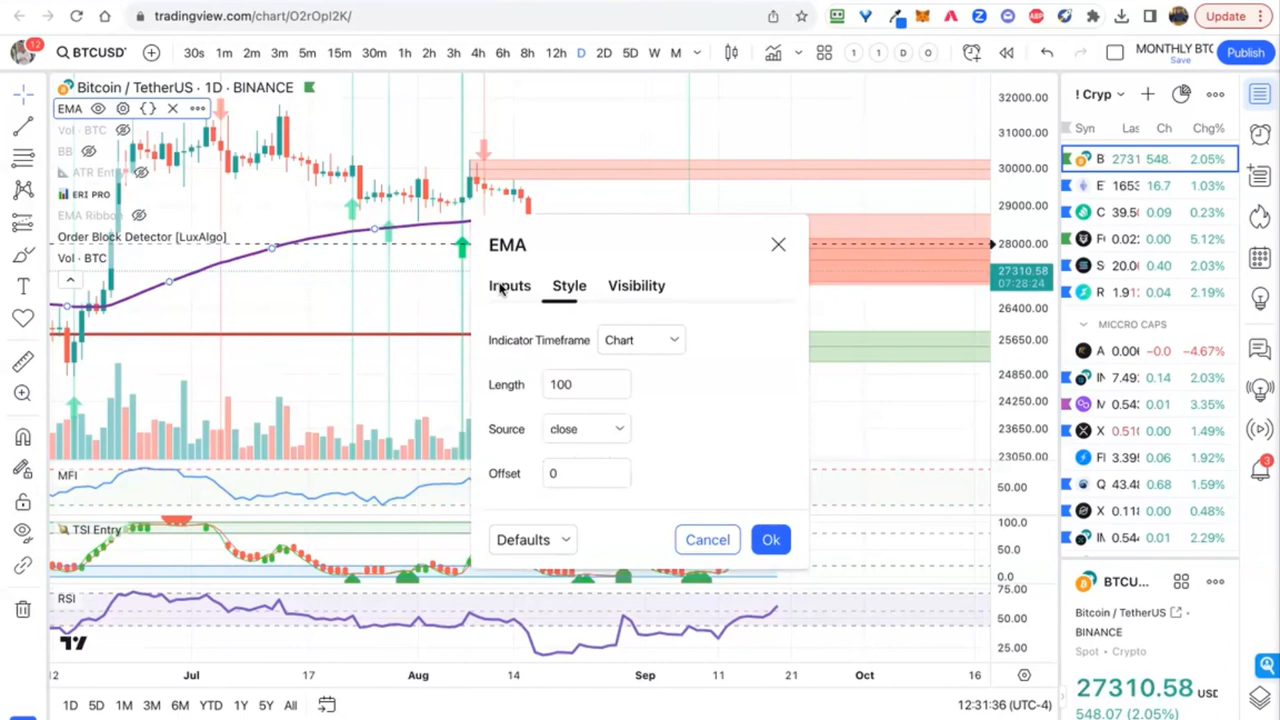 tradingview.com/chart/O2rOpI2K/
Update
12
BTCUSD
30s 1m 2m 3m 5m 15m 30m 1h 2h 3h 4h 6h 8h 12h D 2D 5D W M
1 1 D O
MONTHLY BTC
Save
Publish
Bitcoin / TetherUS · 1D · BINANCE
EMA
Vol · BTC
BB
ATR Entry
ERI PRO
EMA Ribbon
Order Block Detector [LuxAlgo]
Vol · BTC
32000.00
31000.00
30000.00
29000.00
28000.00
27310.58
07:28:24
26400.00
25650.00
24850.00
24250.00
23650.00
23050.00
EMA
Inputs Style Visibility
Indicator Timeframe Chart
Length 100
Source close
Offset 0
Defaults Cancel Ok
MFI
50.00
TSI Entry
100.0
50.0
0.0
RSI
75.00
50.00
25.00
12 Jul 17 Aug 14 Sep 11 21 Oct 16
1D 5D 1M 3M 6M YTD 1Y 5Y All
12:31:36 (UTC-4)
! Cryp
Syn Las Ch Chg%
B 2731 548. 2.05%
E 1653 16.7 1.03%
C 39.5 0.09 0.23%
F 0.02 0.00 5.12%
S 20.0 0.40 2.03%
R 1.91 0.04 2.19%
MICCRO CAPS
A 0.00 −0.0 −4.67%
IN 7.49 0.14 2.03%
M 0.54 0.01 3.35%
X 0.51 0.00 1.49%
FI 3.39 0.06 1.92%
Q 43.4 0.68 1.59%
X 0.11 0.00 0.48%
IN 0.54 0.01 2.29%
3
BTCU...
Bitcoin / TetherUS
BINANCE
Spot • Crypto
27310.58 USD
548.07 (2.05%)